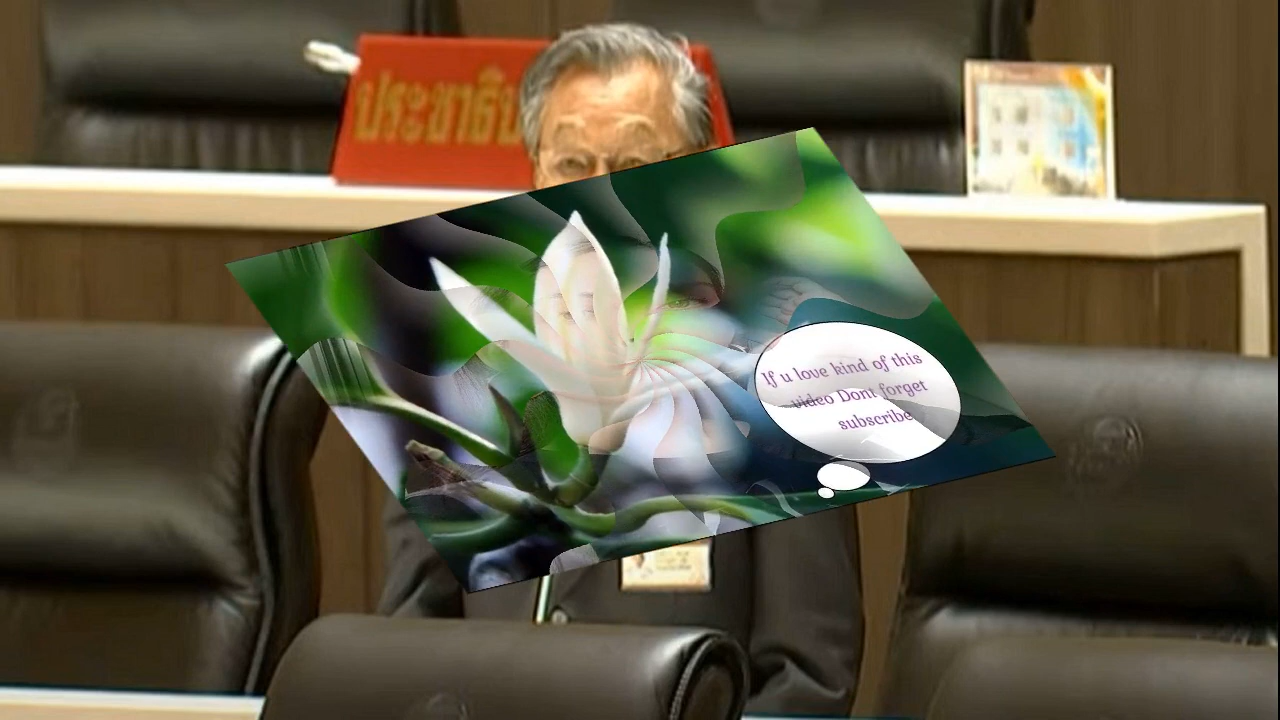 ประชาธิป
If u love kind of this
video Dont forget
subscribe